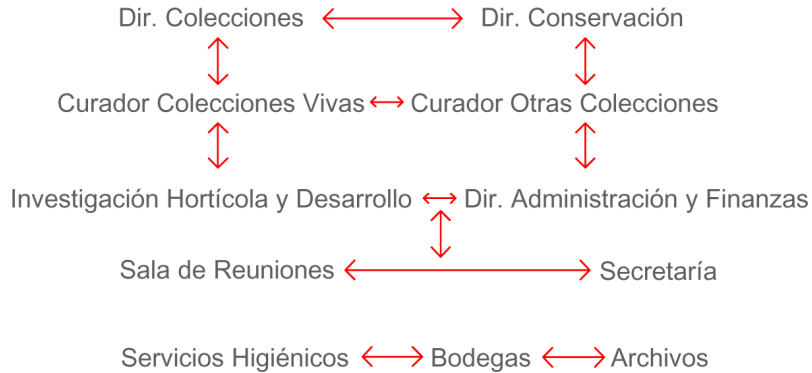 Dir. Colecciones Dir. Conservación
Curador Colecciones Vivas Curador Otras Colecciones
Investigación Hortícola y Desarrollo Dir. Administración y Finanzas
Sala de Reuniones Secretaría
Servicios Higiénicos Bodegas Archivos